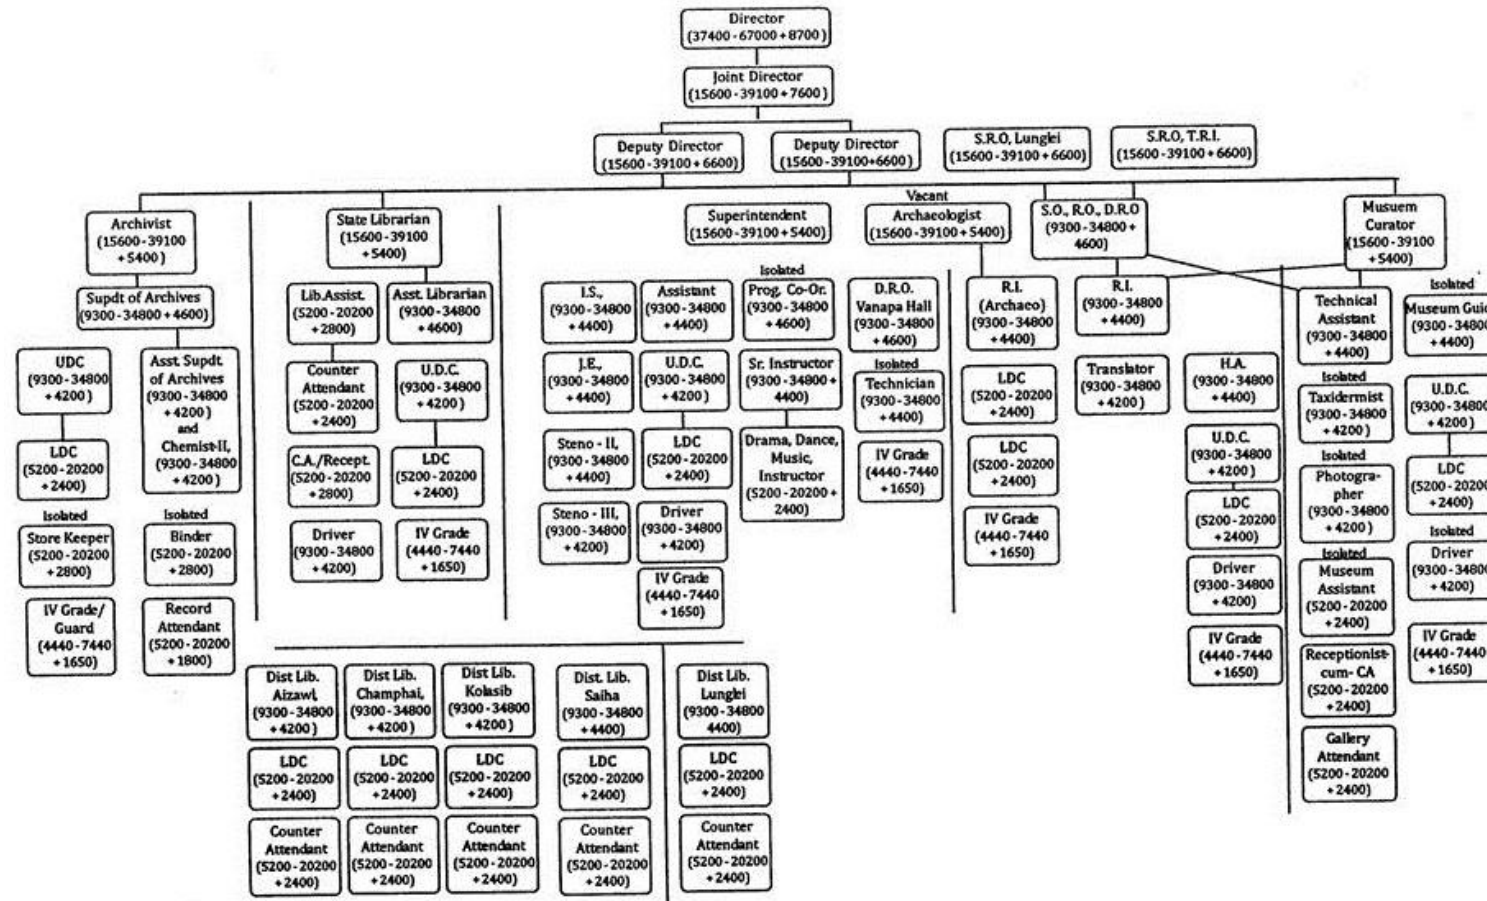 Director
(37400 - 67000 + 8700)
Joint Director
(15600 - 39100 + 7600)
Deputy Director
(15600 - 39100 + 6600)
Deputy Director
(15600 - 39100+6600)
S.R.O, Lunglei
(15600 - 39100 + 6600)
S.R.O, T.R.I.
(15600 - 39100 + 6600)
Archivist
(15600 - 39100
+ 5400)
State Librarian
(15600 - 39100
+ 5400)
Superintendent
(15600 - 39100 + 5400)
Vacant
Archaeologist
(15600 - 39100 + 5400)
S.O., R.O., D.R.O
(9300 - 34800 +
4600)
Musuem
Curator
(15600 - 39100
+ 5400)
Supdt of Archives
(9300 - 34800 + 4600)
UDC
(9300 - 34800
+ 4200)
LDC
(5200 - 20200
+ 2400)
Isolated
Store Keeper
(5200 - 20200
+ 2800)
IV Grade/
Guard
(4440 - 7440
+ 1650)
Asst. Supdt.
of Archives
(9300 - 34800
+ 4200)
and
Chemist-II,
(9300 - 34800
+ 4200)
Isolated
Binder
(5200 - 20200
+ 2800)
Record
Attendant
(5200 - 20200
+ 1800)
Lib.Assist.
(5200 - 20200
+ 2800)
Counter
Attendant
(5200 - 20200
+ 2400)
C.A./Recept.
(5200 - 20200
+ 2800)
Driver
(9300 - 34800
+ 4200)
Asst. Librarian
(9300 - 34800
+ 4600)
U.D.C.
(9300 - 34800
+ 4200)
LDC
(5200 - 20200
+ 2400)
IV Grade
(4440 - 7440
+ 1650)
I.S.,
(9300 - 34800
+ 4400)
J.E.,
(9300 - 34800
+ 4400)
Steno - II,
(9300 - 34800
+ 4400)
Steno - III,
(9300 - 34800
+ 4200)
Assistant
(9300 - 34800
+ 4400)
U.D.C.
(9300 - 34800
+ 4200)
LDC
(5200 - 20200
+ 2400)
Driver
(9300 - 34800
+ 4200)
IV Grade
(4440 - 7440
+ 1650)
Isolated
Prog. Co-Or.
(9300 - 34800
+ 4600)
Sr. Instructor
(9300 - 34800 +
4400)
Drama, Dance,
Music,
Instructor
(5200 - 20200 +
2400)
D.R.O.
Vanapa Hall
(9300 - 34800
+ 4600)
Isolated
Technician
(9300 - 34800
+ 4400)
IV Grade
(4440 - 7440
+ 1650)
R.I.
(Archaeo)
(9300 - 34800
+ 4400)
LDC
(5200 - 20200
+ 2400)
LDC
(5200 - 20200
+ 2400)
IV Grade
(4440 - 7440
+ 1650)
R.I.
(9300 - 34800
+ 4400)
Translator
(9300 - 34800
+ 4200)
H.A.
(9300 - 34800
+ 4400)
U.D.C.
(9300 - 34800
+ 4200)
LDC
(5200 - 20200
+ 2400)
Driver
(9300 - 34800
+ 4200)
IV Grade
(4440 - 7440
+ 1650)
Technical
Assistant
(9300 - 34800
+ 4400)
Isolated
Taxidermist
(9300 - 34800
+ 4200)
Isolated
Photogra-
pher
(9300 - 34800
+ 4200)
Isolated
Museum
Assistant
(5200 - 20200
+ 2400)
Receptionist-
cum- CA
(5200 - 20200
+ 2400)
Gallery
Attendant
(5200 - 20200
+ 2400)
Isolated
Museum Guid
(9300 - 34800
+ 4400)
U.D.C.
(9300 - 34800
+ 4200)
LDC
(5200 - 20200
+ 2400)
Isolated
Driver
(9300 - 34800
+ 4200)
IV Grade
(4440 - 7440
+ 1650)
Dist Lib.
Aizawl,
(9300 - 34800
+ 4200)
LDC
(5200 - 20200
+ 2400)
Counter
Attendant
(5200 - 20200
+ 2400)
Dist Lib.
Champhai,
(9300 - 34800
+ 4200)
LDC
(5200 - 20200
+ 2400)
Counter
Attendant
(5200 - 20200
+ 2400)
Dist Lib.
Kolasib
(9300 - 34800
+ 4200)
LDC
(5200 - 20200
+ 2400)
Counter
Attendant
(5200 - 20200
+ 2400)
Dist. Lib.
Saiha
(9300 - 34800
+ 4400)
LDC
(5200 - 20200
+ 2400)
Counter
Attendant
(5200 - 20200
+ 2400)
Dist Lib.
Lunglei
(9300 - 34800
4400)
LDC
(5200 - 20200
+ 2400)
Counter
Attendant
(5200 - 20200
+ 2400)